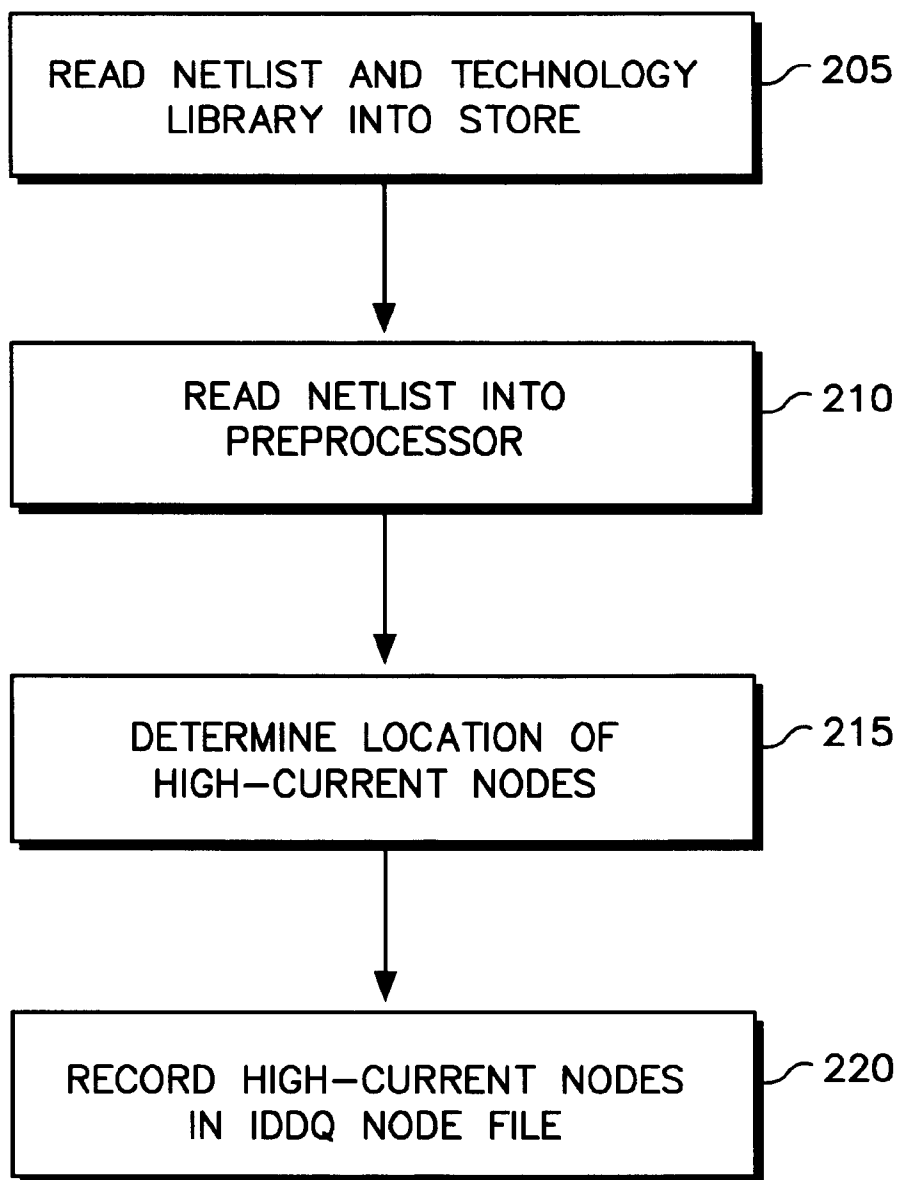 READ NETLIST AND TECHNOLOGY
LIBRARY INTO STORE
205
READ NETLIST INTO
PREPROCESSOR
210
DETERMINE LOCATION OF
HIGH-CURRENT NODES
215
RECORD HIGH-CURRENT NODES
IN IDDQ NODE FILE
220